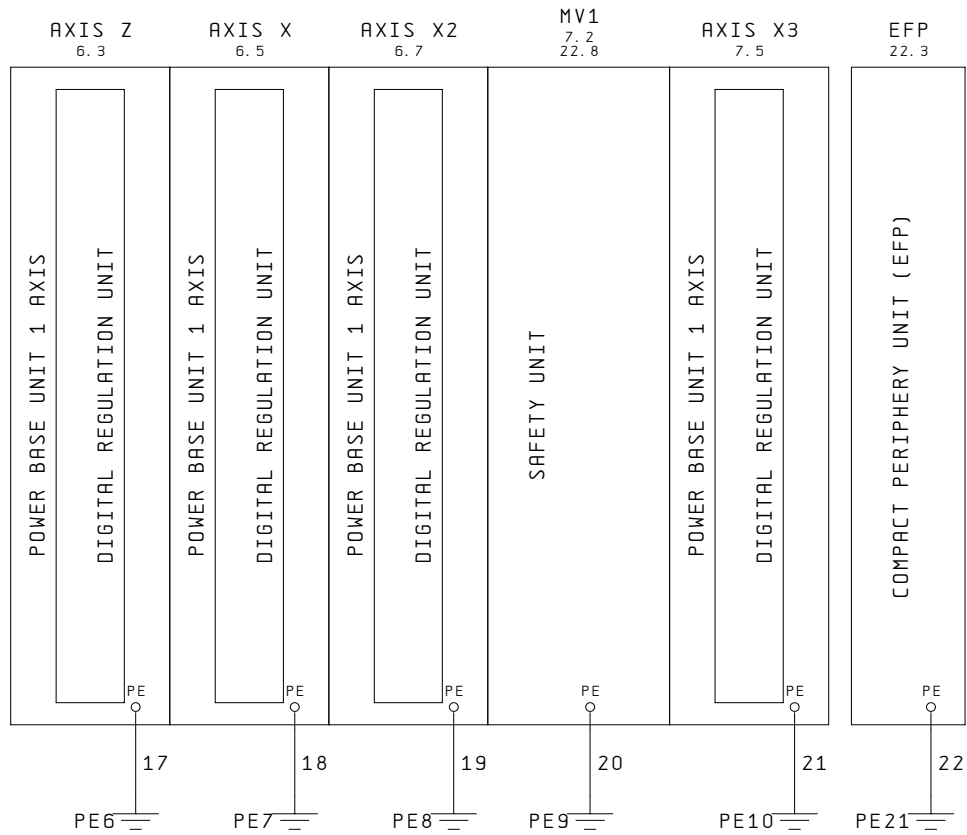 AXIS Z
6.3
AXIS X
6.5
AXIS X2
6.7
MV1
7.2
22.8
AXIS X3
7.5
EFP
22.3
POWER BASE UNIT 1 AXIS
DIGITAL REGULATION UNIT
POWER BASE UNIT 1 AXIS
DIGITAL REGULATION UNIT
POWER BASE UNIT 1 AXIS
DIGITAL REGULATION UNIT
SAFETY UNIT
POWER BASE UNIT 1 AXIS
DIGITAL REGULATION UNIT
COMPACT PERIPHERY UNIT (EFP)
PE
PE
PE
PE
PE
PE
17
18
19
20
21
22
PE6
PE7
PE8
PE9
PE10
PE21